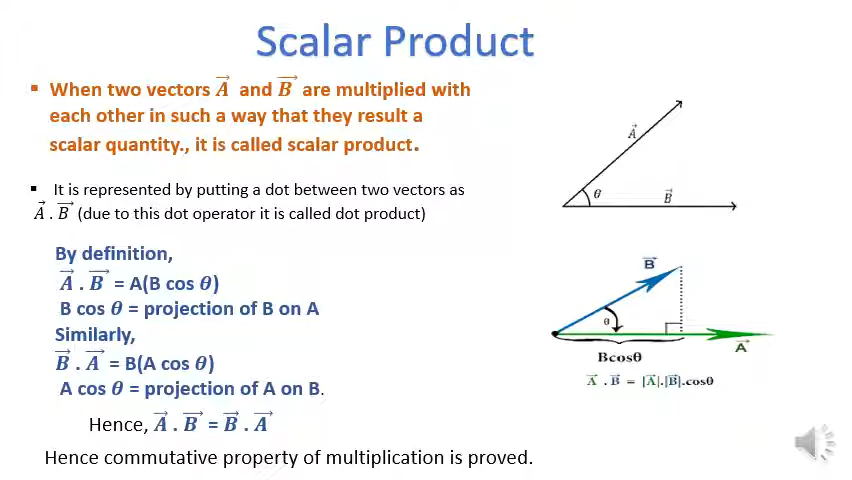 Scalar Product
▪ When two vectors A⃗ and B⃗ are multiplied with
each other in such a way that they result a
scalar quantity., it is called scalar product.
▪ It is represented by putting a dot between two vectors as
A⃗ . B⃗ (due to this dot operator it is called dot product)
By definition,
A⃗ . B⃗ = A(B cos θ)
B cos θ = projection of B on A
Similarly,
B⃗ . A⃗ = B(A cos θ)
A cos θ = projection of A on B.
Hence, A⃗ . B⃗ = B⃗ . A⃗
Hence commutative property of multiplication is proved.
A⃗
θ
B⃗
B⃗
θ
A⃗
Bcosθ
A⃗ . B⃗ = |A⃗|.|B⃗|.cosθ